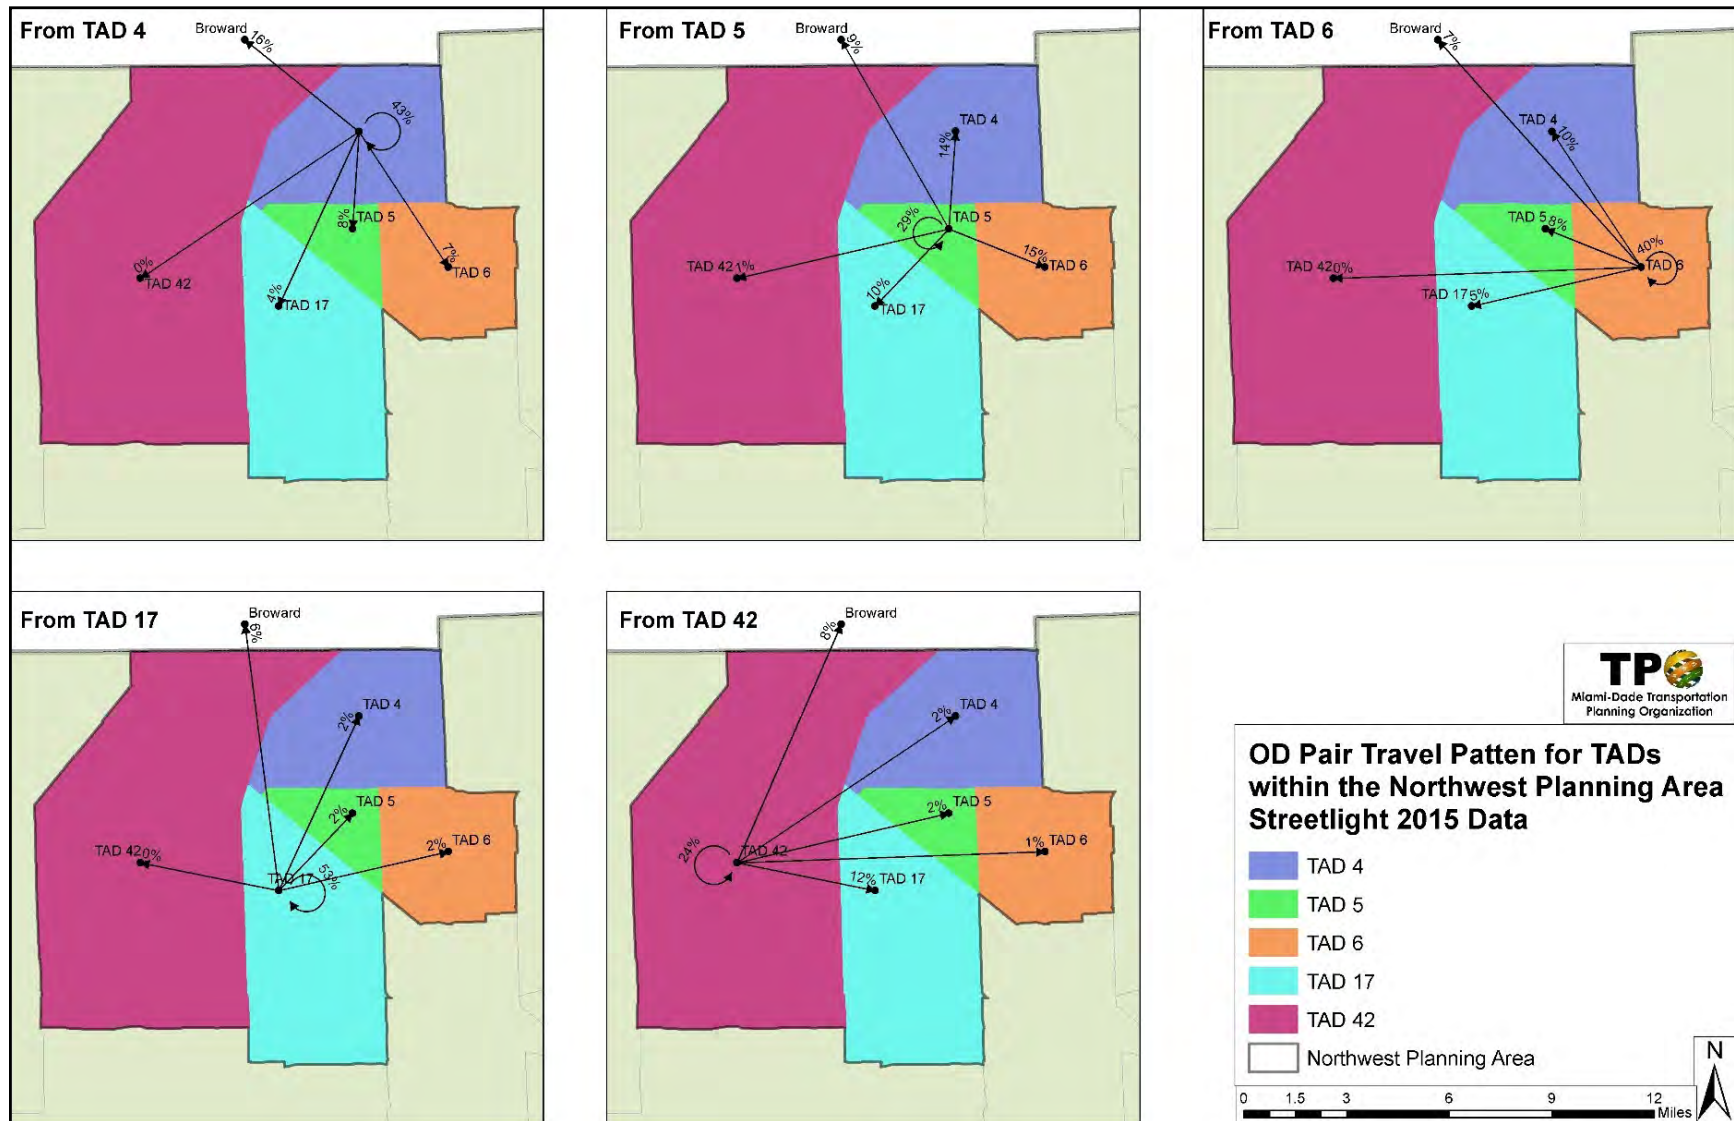 From TAD 4
Broward
16%
43%
8%
TAD 5
7%
TAD 6
0%
TAD 42
4%
TAD 17
From TAD 5
Broward
9%
TAD 4
14%
29%
TAD 5
15%
TAD 6
TAD 42
1%
10%
TAD 17
From TAD 6
Broward
7%
TAD 4
10%
TAD 5
8%
40%
TAD 6
TAD 42
0%
TAD 17
5%
From TAD 17
Broward
6%
TAD 4
2%
TAD 5
2%
2%
TAD 6
TAD 42
0%
53%
TAD 17
From TAD 42
Broward
8%
TAD 4
2%
TAD 5
2%
1%
TAD 6
24%
TAD 42
12%
TAD 17
TPO
Miami-Dade Transportation
Planning Organization
OD Pair Travel Patten for TADs
within the Northwest Planning Area
Streetlight 2015 Data
TAD 4
TAD 5
TAD 6
TAD 17
TAD 42
Northwest Planning Area
N
0 1.5 3 6 9 12
Miles